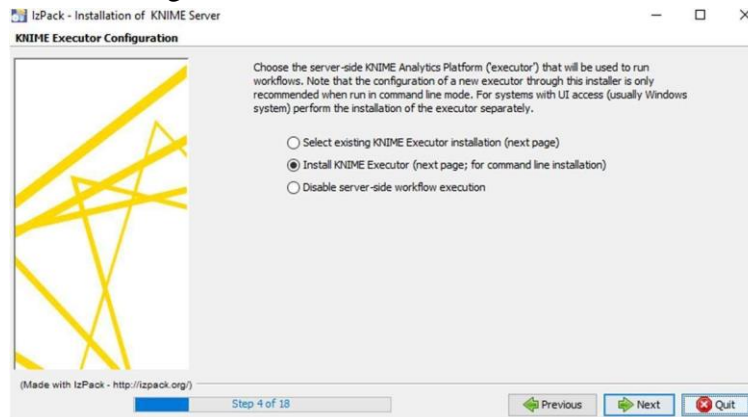 IzPack - Installation of KNIME Server
KNIME Executor Configuration
Choose the server-side KNIME Analytics Platform ('executor') that will be used to run
workflows. Note that the configuration of a new executor through this installer is only
recommended when run in command line mode. For systems with UI access (usually Windows
system) perform the installation of the executor separately.
Select existing KNIME Executor installation (next page)
Install KNIME Executor (next page; for command line installation)
Disable server-side workflow execution
(Made with IzPack - http://izpack.org/)
Step 4 of 18
Previous
Next
Quit